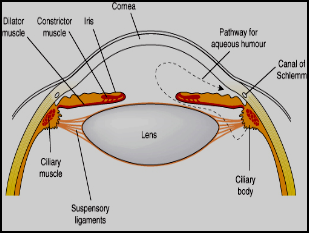 Cornea
Dilator
muscle
Constrictor
muscle
Iris
Pathway for
aqueous humour
Canal of
Schlemm
Lens
Ciliary
muscle
Suspensory
ligaments
Ciliary
body